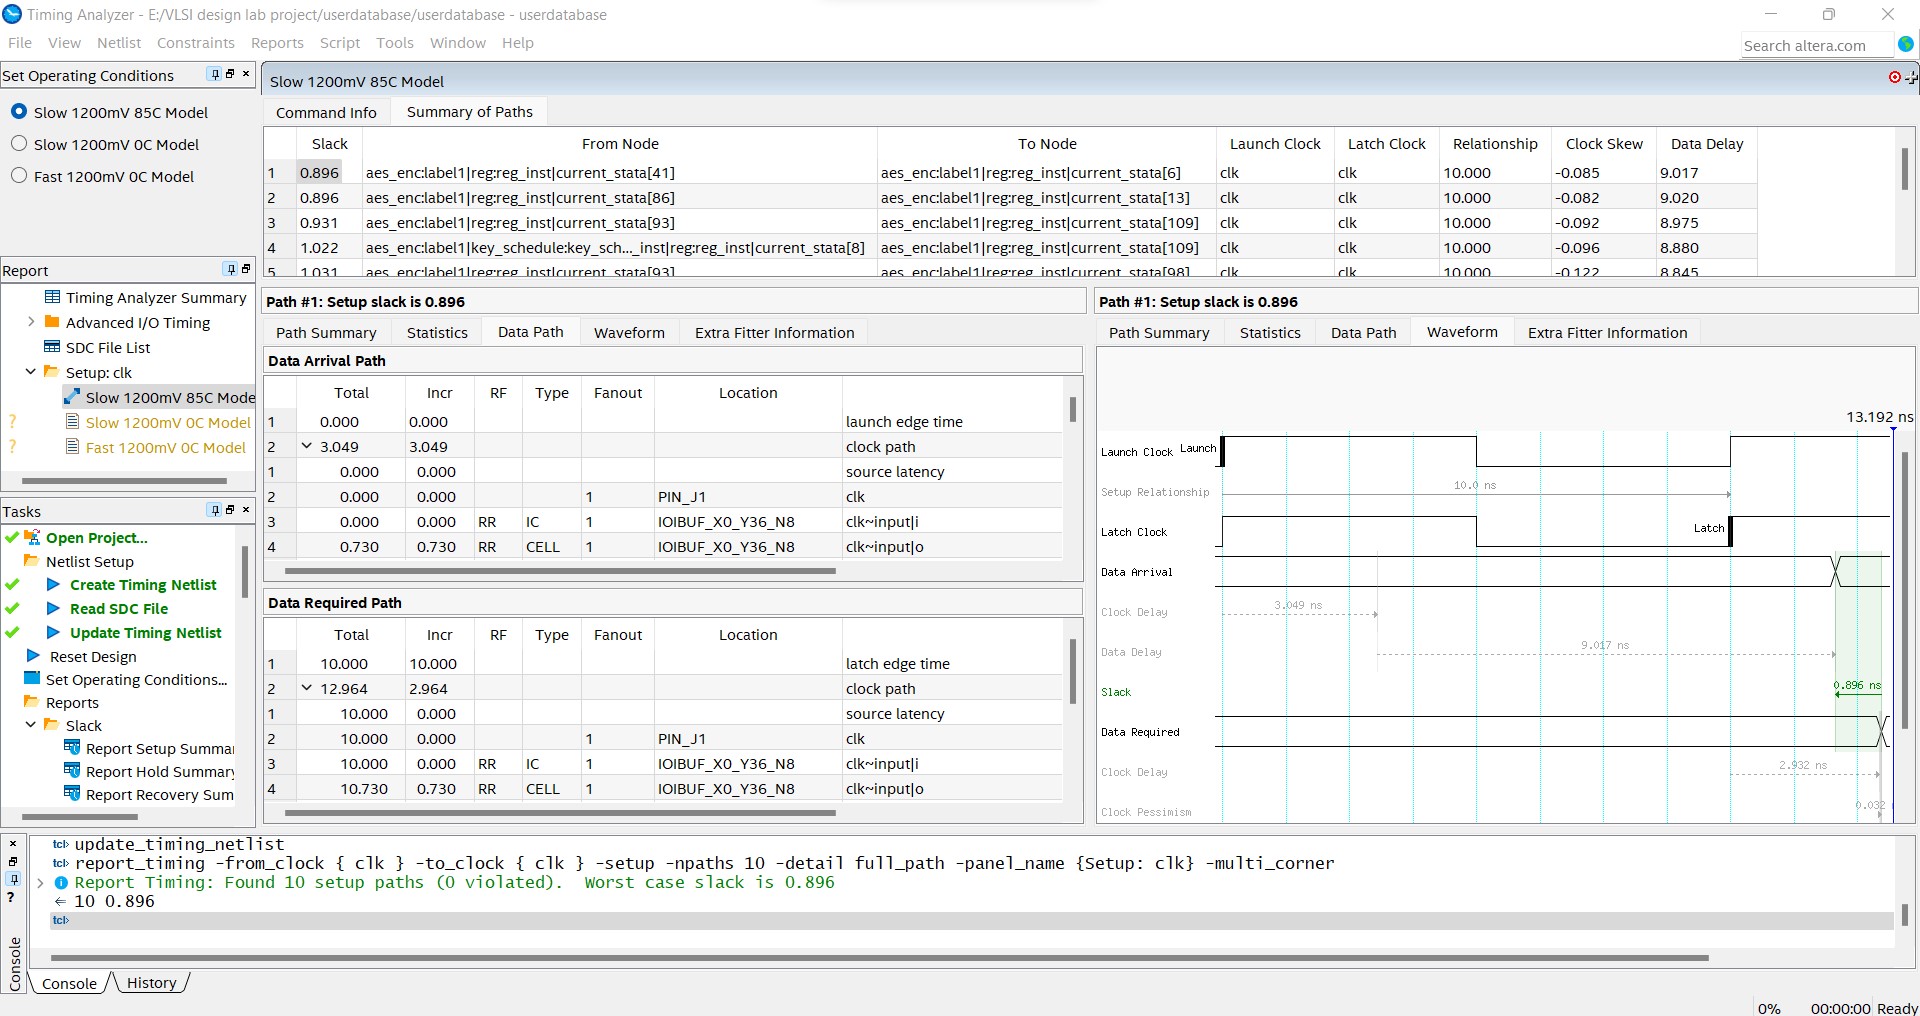 Timing Analyzer - E:/VLSI design lab project/userdatabase/userdatabase - userdatabase
File View Netlist Constraints Reports Script Tools Window Help
Search altera.com
Set Operating Conditions
Slow 1200mV 85C Model
Slow 1200mV 0C Model
Fast 1200mV 0C Model
Report
Timing Analyzer Summary
Advanced I/O Timing
SDC File List
Setup: clk
Slow 1200mV 85C Mode
Slow 1200mV 0C Model
Fast 1200mV 0C Model
Tasks
Open Project...
Netlist Setup
Create Timing Netlist
Read SDC File
Update Timing Netlist
Reset Design
Set Operating Conditions...
Reports
Slack
Report Setup Summa
Report Hold Summary
Report Recovery Sum
Slow 1200mV 85C Model
Command Info Summary of Paths
Slack From Node To Node Launch Clock Latch Clock Relationship Clock Skew Data Delay
1 0.896 aes_enc:label1|reg:reg_inst|current_stata[41] aes_enc:label1|reg:reg_inst|current_stata[6] clk clk 10.000 -0.085 9.017
2 0.896 aes_enc:label1|reg:reg_inst|current_stata[86] aes_enc:label1|reg:reg_inst|current_stata[13] clk clk 10.000 -0.082 9.020
3 0.931 aes_enc:label1|reg:reg_inst|current_stata[93] aes_enc:label1|reg:reg_inst|current_stata[109] clk clk 10.000 -0.092 8.975
4 1.022 aes_enc:label1|key_schedule:key_sch..._inst|reg:reg_inst|current_stata[8] aes_enc:label1|reg:reg_inst|current_stata[109] clk clk 10.000 -0.096 8.880
5 1.031 aes_enc:label1|reg:reg_inst|current_stata[93] aes_enc:label1|reg:reg_inst|current_stata[98] clk clk 10.000 -0.122 8.845
Path #1: Setup slack is 0.896
Path Summary Statistics Data Path Waveform Extra Fitter Information
Data Arrival Path
Total Incr RF Type Fanout Location
1 0.000 0.000 launch edge time
2 3.049 3.049 clock path
1 0.000 0.000 source latency
2 0.000 0.000 1 PIN_J1 clk
3 0.000 0.000 RR IC 1 IOIBUF_X0_Y36_N8 clk~input|i
4 0.730 0.730 RR CELL 1 IOIBUF_X0_Y36_N8 clk~input|o
Data Required Path
Total Incr RF Type Fanout Location
1 10.000 10.000 latch edge time
2 12.964 2.964 clock path
1 10.000 0.000 source latency
2 10.000 0.000 1 PIN_J1 clk
3 10.000 0.000 RR IC 1 IOIBUF_X0_Y36_N8 clk~input|i
4 10.730 0.730 RR CELL 1 IOIBUF_X0_Y36_N8 clk~input|o
Path #1: Setup slack is 0.896
Path Summary Statistics Data Path Waveform Extra Fitter Information
13.192 ns
Launch Clock Launch
Setup Relationship 10.0 ns
Latch Clock Latch
Data Arrival
Clock Delay 3.049 ns
Data Delay 9.017 ns
Slack 0.896 ns
Data Required
Clock Delay 2.932 ns
Clock Pessimism 0.032
update_timing_netlist
tcl> report_timing -from_clock { clk } -to_clock { clk } -setup -npaths 10 -detail full_path -panel_name {Setup: clk} -multi_corner
Report Timing: Found 10 setup paths (0 violated).  Worst case slack is 0.896
10 0.896
tcl>
Console
Console History
0% 00:00:00 Ready